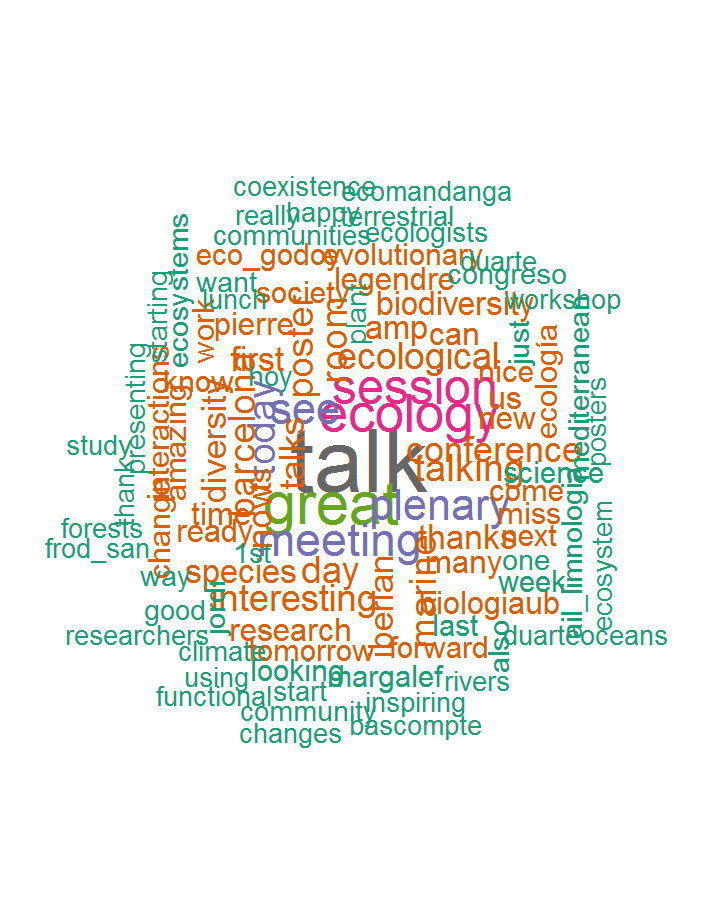 coexistence
ecomandanga
really
happy
terrestrial
communities
ecologists
ecosystems
eco_godoy
evolutionary
duarte
want
legendre
congreso
lunch
society
biodiversity
workshop
starting
work
pierre
poster
room
plant
amp
can
just
ecología
mediterranean
first
ecological
nice
know
hoy
session
us
posters
presenting
interactions
amazing
diversity
barcelona
today
see
ecology
new
study
talks
talk
conference
talking
science
thank
change
great
plenary
come
time
now
miss
ail_limnologia
ecosystem
forests
ready
meeting
thanks
next
frod_san
1st
many
one
way
species
day
iberian
marine
week
good
jordi
interesting
biologiaub
last
researchers
research
also
duarteoceans
climate
tomorrow
forward
using
looking
margalef
rivers
functional
start
inspiring
community
bascompte
changes